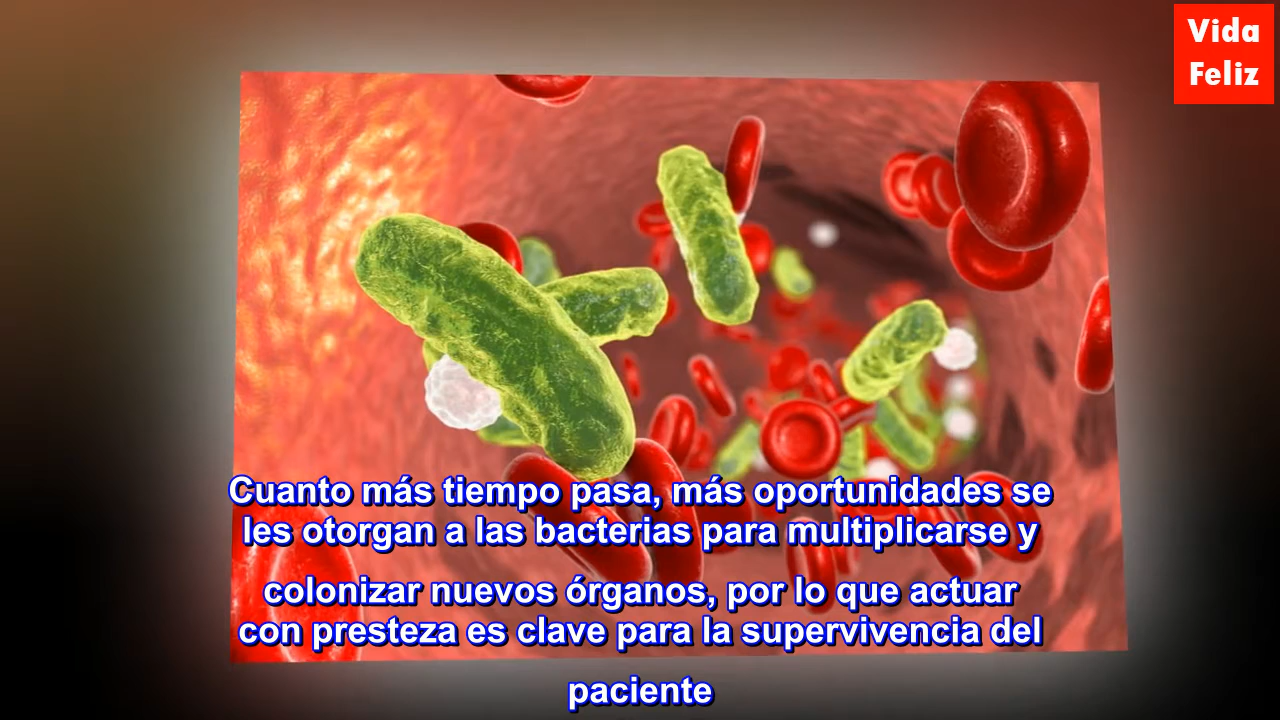 Vida
Feliz
Cuanto más tiempo pasa, más oportunidades se
les otorgan a las bacterias para multiplicarse y
colonizar nuevos órganos, por lo que actuar
con presteza es clave para la supervivencia del
paciente